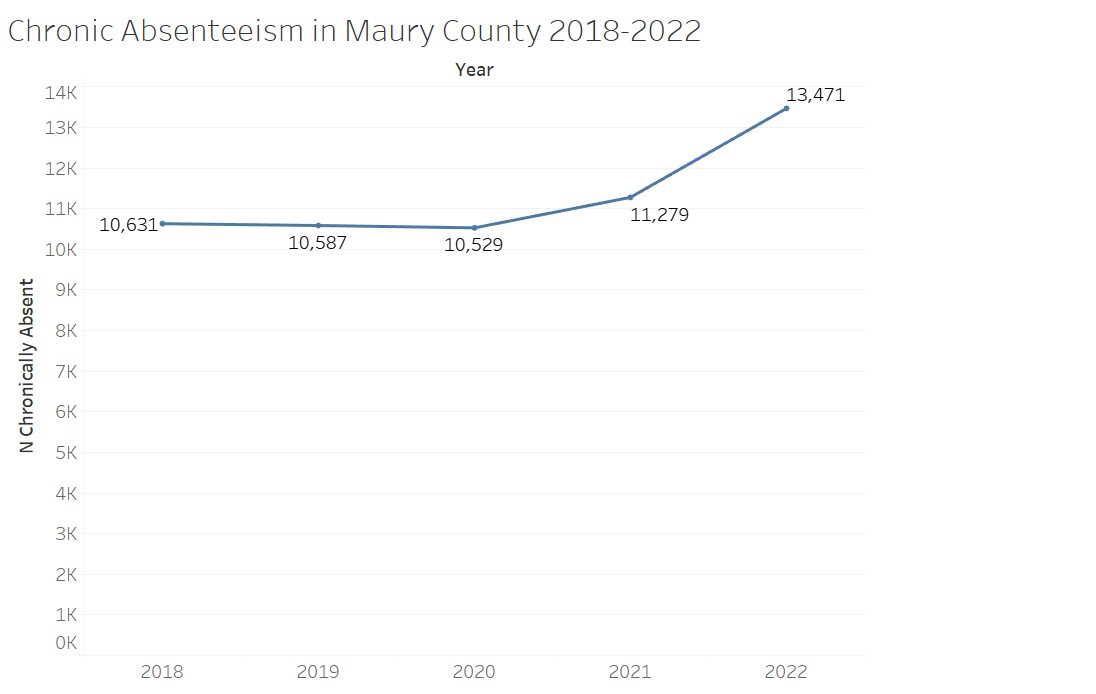 Chronic Absenteeism in Maury County 2018-2022
Year
14K
13K
12K
11K
10K
9K
8K
7K
6K
5K
4K
3K
2K
1K
0K
N Chronically Absent
10,631
10,587
10,529
11,279
13,471
2018
2019
2020
2021
2022